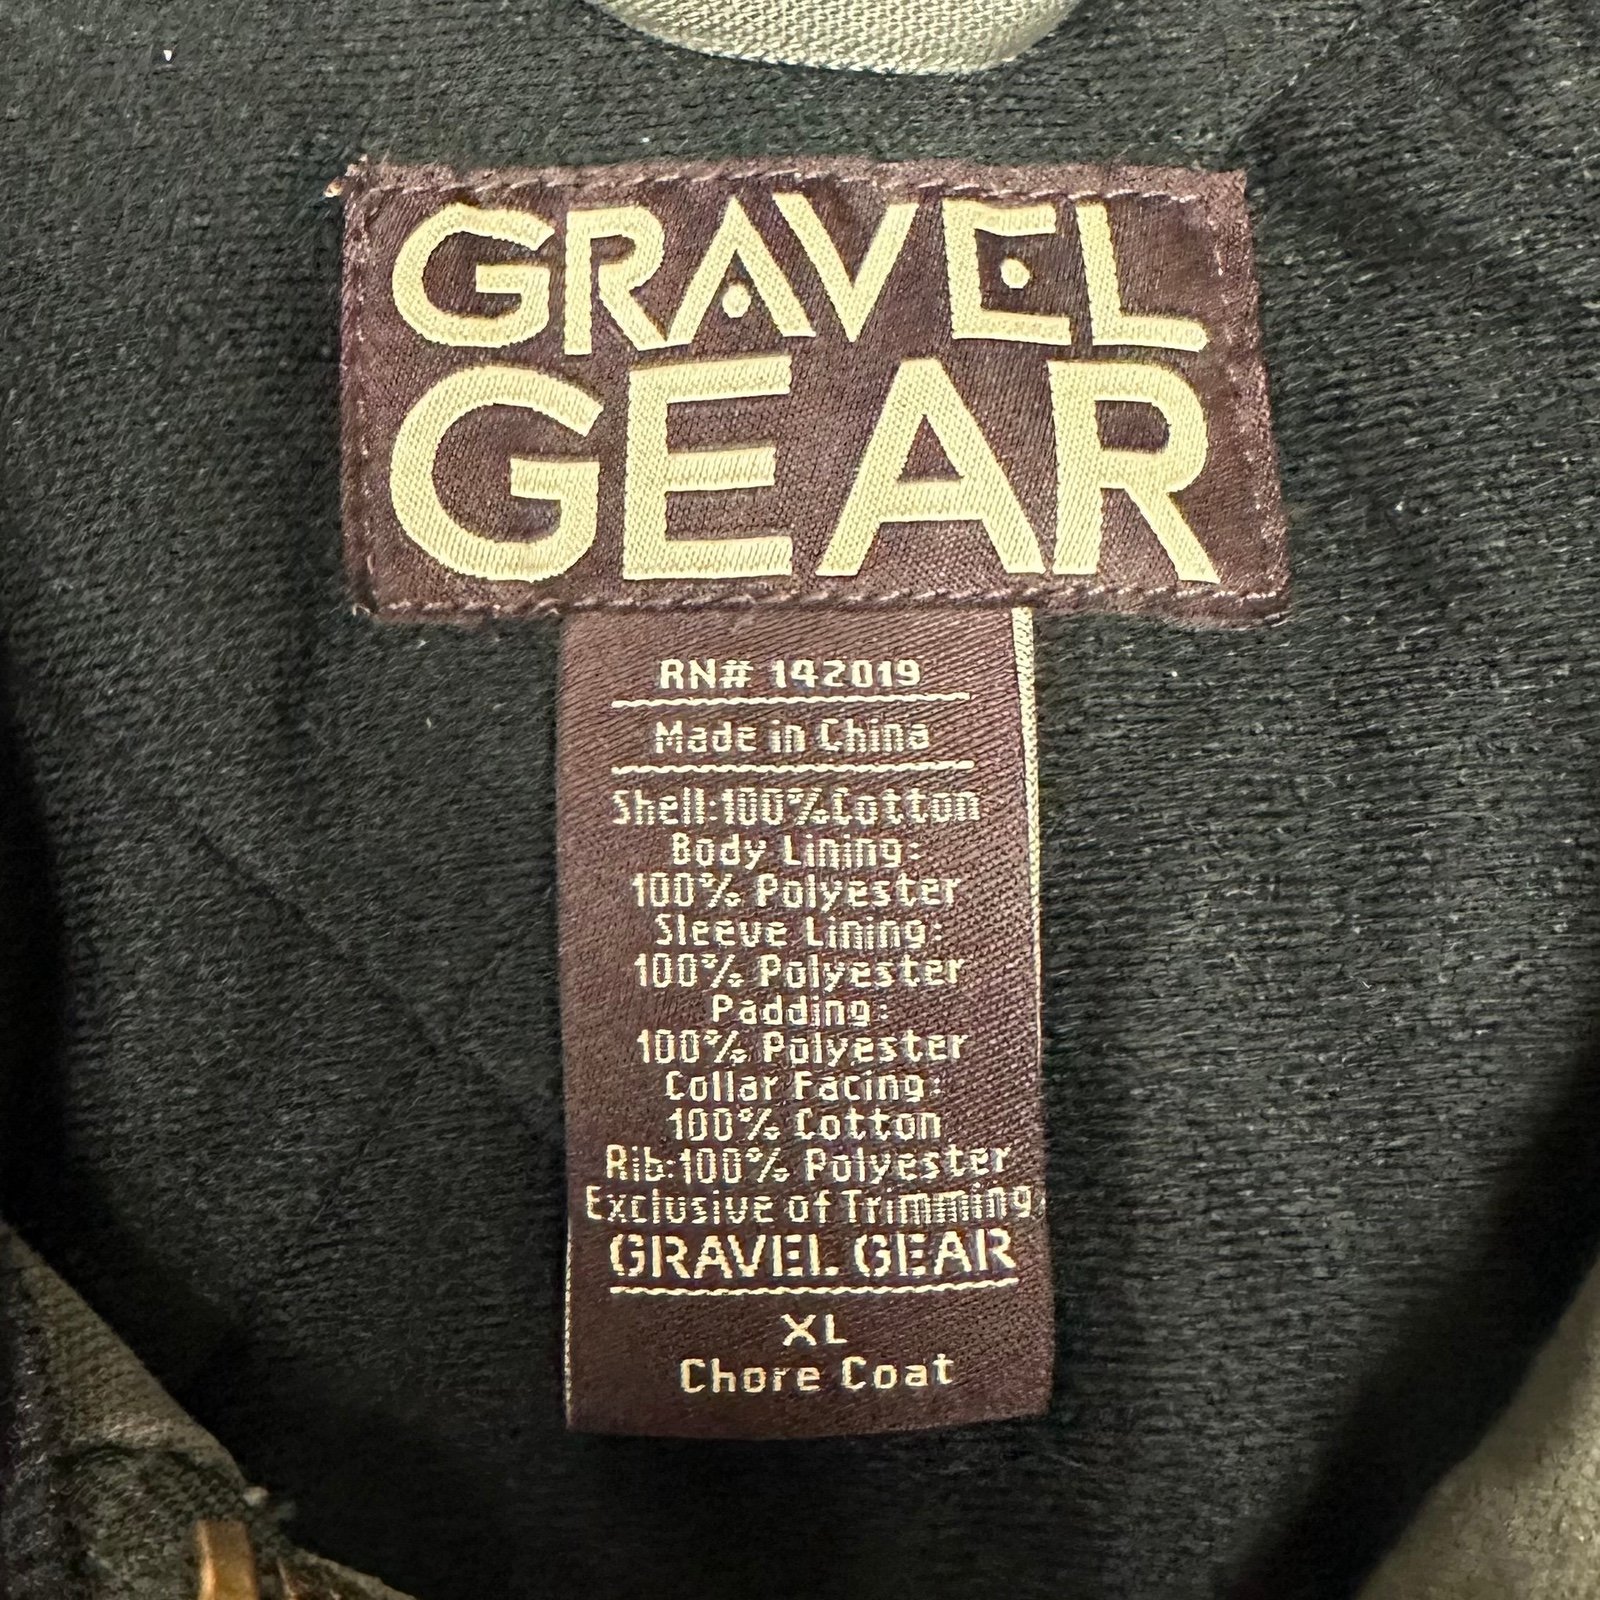 GRAVEL
GEAR
RN# 142019
Made in China
Shell:100%Cotton
Body Lining:
100% Polyester
Sleeve Lining:
100% Polyester
Padding:
100% Polyester
Collar Facing:
100% Cotton
Rib:100% Polyester
Exclusive of Trimming
GRAVEL GEAR
XL
Chore Coat